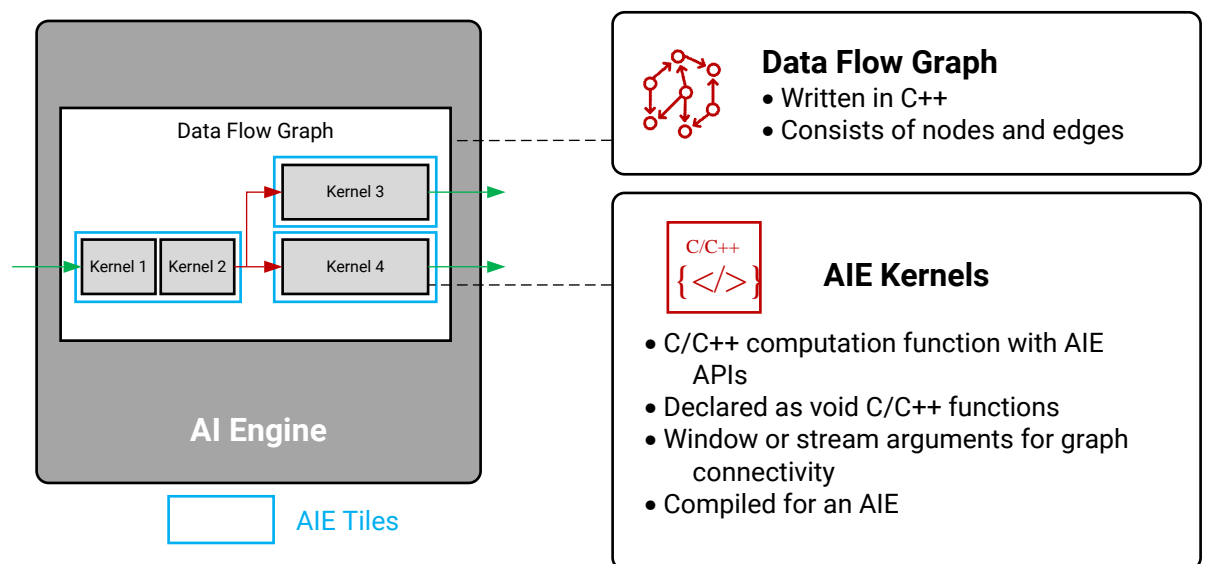 Data Flow Graph
Kernel 3
Kernel 1
Kernel 2
Kernel 4
AI Engine
AIE Tiles
Data Flow Graph
• Written in C++
• Consists of nodes and edges
C/C++
{</>}
AIE Kernels
• C/C++ computation function with AIE
APIs
• Declared as void C/C++ functions
• Window or stream arguments for graph
connectivity
• Compiled for an AIE